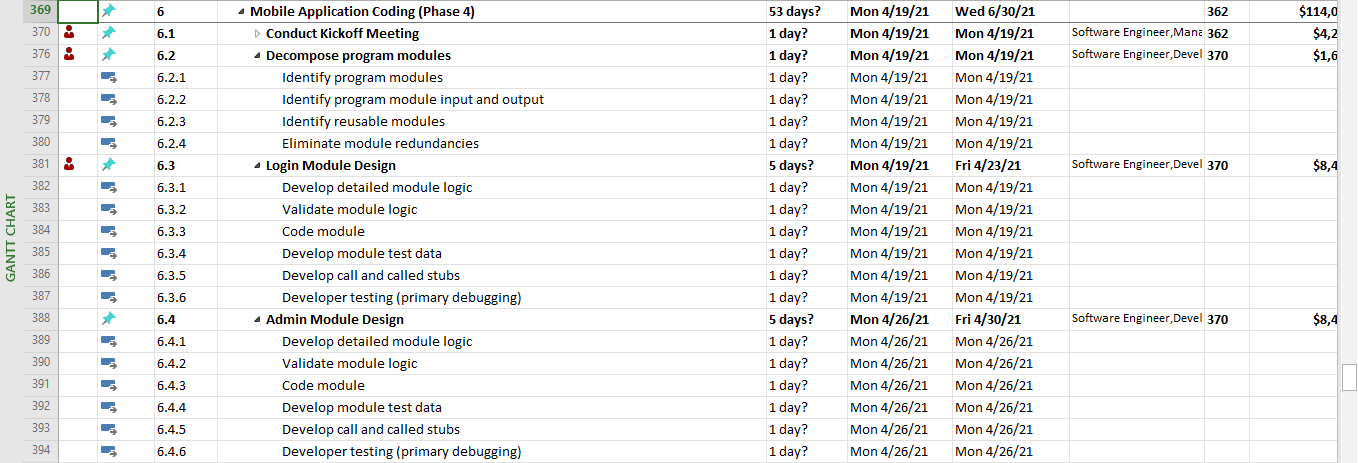 369 6 Mobile Application Coding (Phase 4) 53 days? Mon 4/19/21 Wed 6/30/21 362 $114,0
370 6.1 Conduct Kickoff Meeting 1 day? Mon 4/19/21 Mon 4/19/21 Software Engineer,Mana 362 $4,2
376 6.2 Decompose program modules 1 day? Mon 4/19/21 Mon 4/19/21 Software Engineer,Devel 370 $1,6
377 6.2.1 Identify program modules 1 day? Mon 4/19/21 Mon 4/19/21
378 6.2.2 Identify program module input and output 1 day? Mon 4/19/21 Mon 4/19/21
379 6.2.3 Identify reusable modules 1 day? Mon 4/19/21 Mon 4/19/21
380 6.2.4 Eliminate module redundancies 1 day? Mon 4/19/21 Mon 4/19/21
381 6.3 Login Module Design 5 days? Mon 4/19/21 Fri 4/23/21 Software Engineer,Devel 370 $8,4
382 6.3.1 Develop detailed module logic 1 day? Mon 4/19/21 Mon 4/19/21
383 6.3.2 Validate module logic 1 day? Mon 4/19/21 Mon 4/19/21
384 6.3.3 Code module 1 day? Mon 4/19/21 Mon 4/19/21
385 6.3.4 Develop module test data 1 day? Mon 4/19/21 Mon 4/19/21
386 6.3.5 Develop call and called stubs 1 day? Mon 4/19/21 Mon 4/19/21
387 6.3.6 Developer testing (primary debugging) 1 day? Mon 4/19/21 Mon 4/19/21
388 6.4 Admin Module Design 5 days? Mon 4/26/21 Fri 4/30/21 Software Engineer,Devel 370 $8,4
389 6.4.1 Develop detailed module logic 1 day? Mon 4/26/21 Mon 4/26/21
390 6.4.2 Validate module logic 1 day? Mon 4/26/21 Mon 4/26/21
391 6.4.3 Code module 1 day? Mon 4/26/21 Mon 4/26/21
392 6.4.4 Develop module test data 1 day? Mon 4/26/21 Mon 4/26/21
393 6.4.5 Develop call and called stubs 1 day? Mon 4/26/21 Mon 4/26/21
394 6.4.6 Developer testing (primary debugging) 1 day? Mon 4/26/21 Mon 4/26/21
GANTT CHART